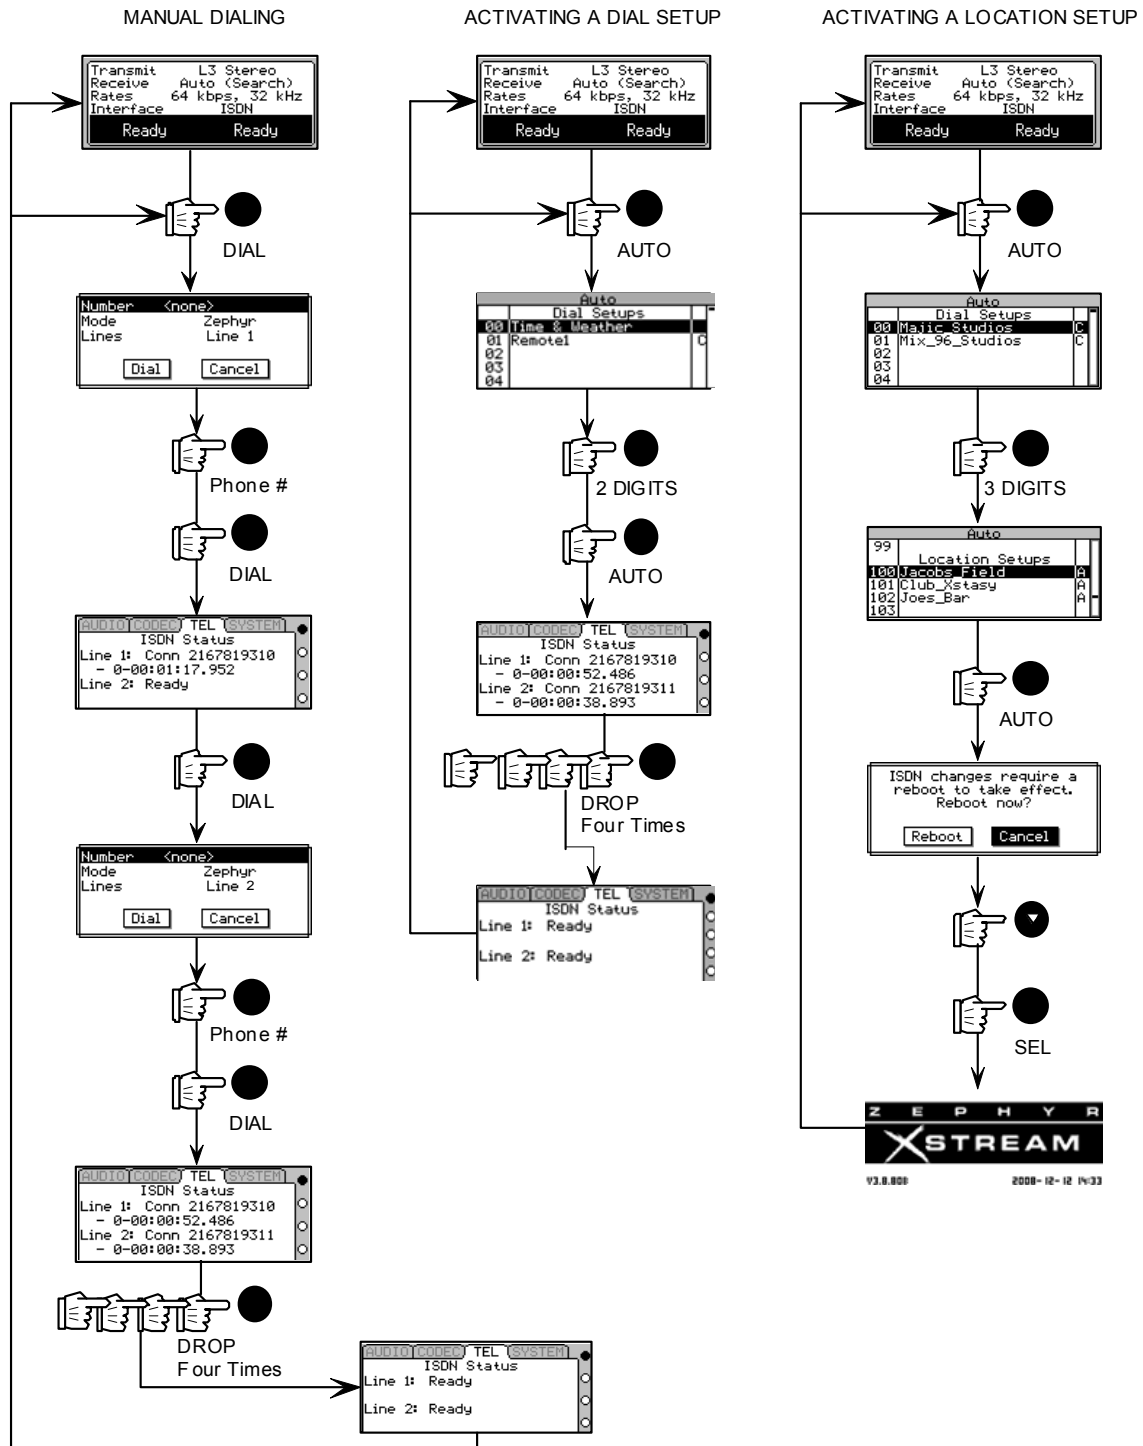 MANUAL DIALING
Transmit L3 Stereo
Receive Auto (Search)
Rates 64 kbps, 32 kHz
Interface ISDN
Ready Ready
DIAL
Number <none>
Mode Zephyr
Lines Line 1
Dial Cancel
Phone #
DIAL
AUDIO CODEC TEL SYSTEM
ISDN Status
Line 1: Conn 2167819310
- 0-00:01:17.952
Line 2: Ready
DIAL
Number <none>
Mode Zephyr
Lines Line 2
Dial Cancel
Phone #
DIAL
AUDIO CODEC TEL SYSTEM
ISDN Status
Line 1: Conn 2167819310
- 0-00:00:52.486
Line 2: Conn 2167819311
- 0-00:00:38.893
DROP
Four Times
AUDIO CODEC TEL SYSTEM
ISDN Status
Line 1: Ready
Line 2: Ready
ACTIVATING A DIAL SETUP
Transmit L3 Stereo
Receive Auto (Search)
Rates 64 kbps, 32 kHz
Interface ISDN
Ready Ready
AUTO
Auto
Dial Setups
00 Time & Weather
01 Remote1 C
02
03
04
2 DIGITS
AUTO
AUDIO CODEC TEL SYSTEM
ISDN Status
Line 1: Conn 2167819310
- 0-00:00:52.486
Line 2: Conn 2167819311
- 0-00:00:38.893
DROP
Four Times
AUDIO CODEC TEL SYSTEM
ISDN Status
Line 1: Ready
Line 2: Ready
ACTIVATING A LOCATION SETUP
Transmit L3 Stereo
Receive Auto (Search)
Rates 64 kbps, 32 kHz
Interface ISDN
Ready Ready
AUTO
Auto
Dial Setups
00 Majic_Studios C
01 Mix_96_Studios C
02
03
04
3 DIGITS
Auto
99
Location Setups
100 Jacobs_Field A
101 Club_Xstasy A
102 Joes_Bar A
103
AUTO
ISDN changes require a
reboot to take effect.
Reboot now?
Reboot Cancel
SEL
ZEPHYR
XSTREAM
V3.8.808 2008-12-12 14:33